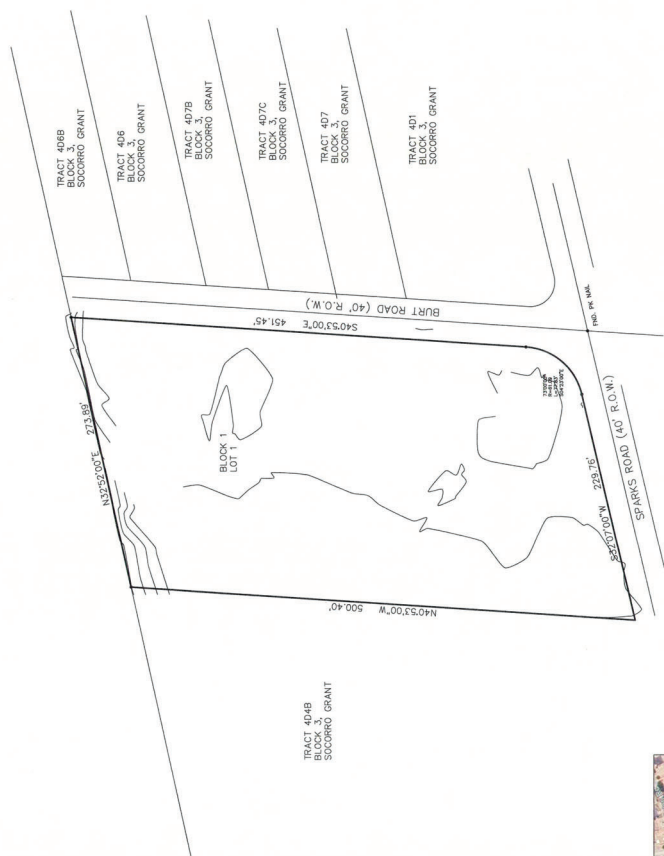 TRACT 4D6B
BLOCK 3,
SOCORRO GRANT
TRACT 4D6
BLOCK 3,
SOCORRO GRANT
TRACT 4D7B
BLOCK 3,
SOCORRO GRANT
TRACT 4D7C
BLOCK 3,
SOCORRO GRANT
TRACT 4D7
BLOCK 3,
SOCORRO GRANT
TRACT 4D1
BLOCK 3,
SOCORRO GRANT
BURT ROAD (40' R.O.W.)
S40°53'00"E 451.45'
N32°52'00"E 273.89'
BLOCK 1
LOT 1
FND. PK NAIL
S32°07'00"W 229.76'
SPARKS ROAD (40' R.O.W.)
N40°53'00"W 500.40'
TRACT 4D4B
BLOCK 3,
SOCORRO GRANT